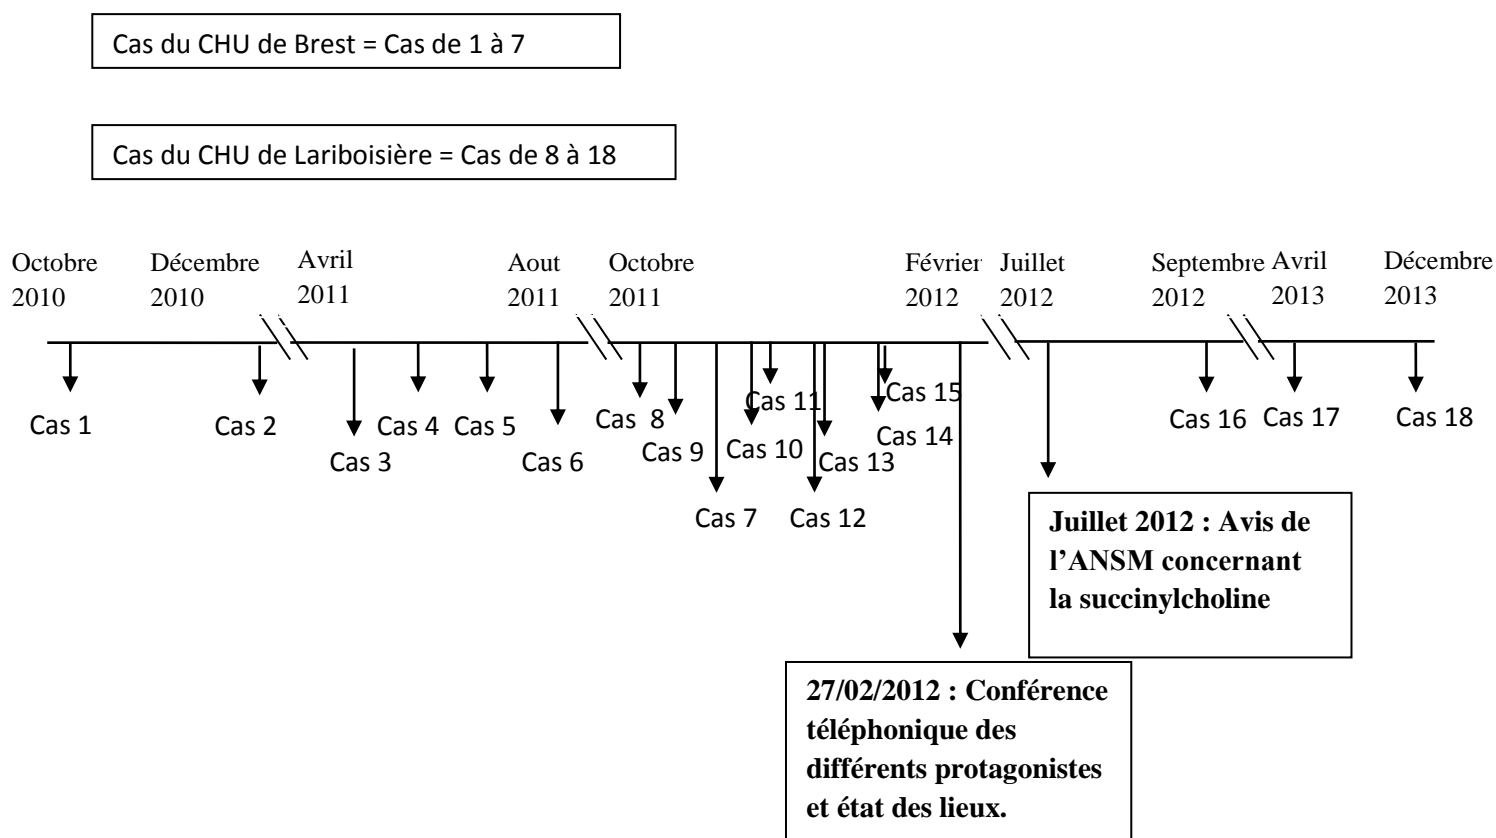 Cas du CHU de Brest = Cas de 1 à 7
Cas du CHU de Lariboisière = Cas de 8 à 18
Octobre
2010
Décembre
2010
Avril
2011
Aout
2011
Octobre
2011
Février
2012
Juillet
2012
Septembre
2012
Avril
2013
Décembre
2013
Cas 1
Cas 2
Cas 3
Cas 4
Cas 5
Cas 6
Cas 8
Cas 9
Cas 7
Cas 10
Cas 11
Cas 12
Cas 13
Cas 14
Cas 15
Cas 16
Cas 17
Cas 18
Juillet 2012 : Avis de
l’ANSM concernant
la succinylcholine
27/02/2012 : Conférence
téléphonique des
différents protagonistes
et état des lieux.